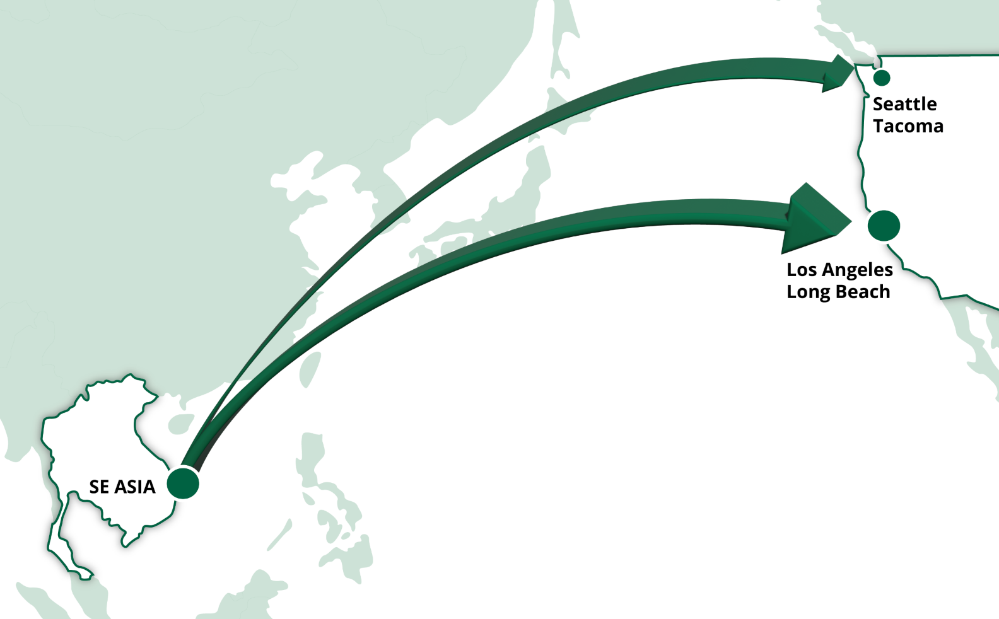 Seattle
Tacoma
Los Angeles
Long Beach
SE ASIA